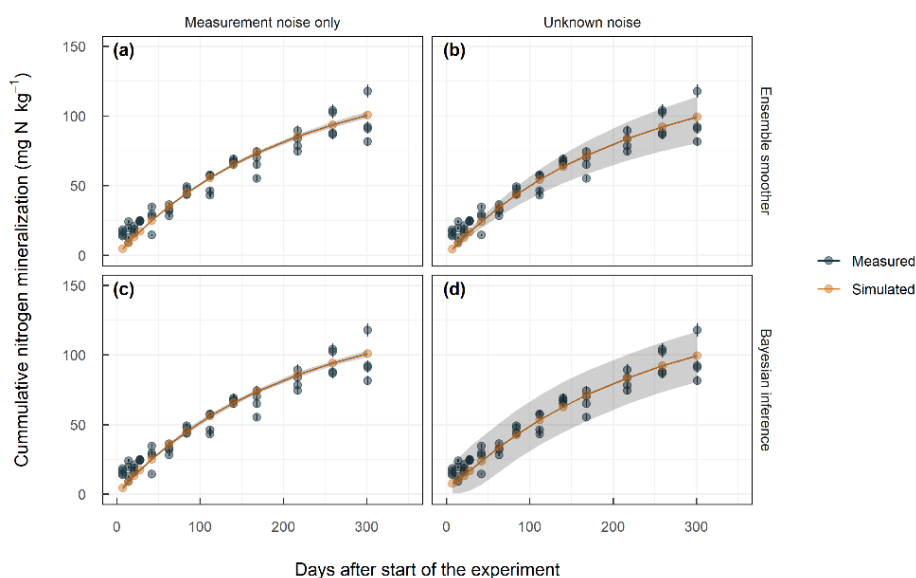 Measurement noise only
Unknown noise
(a)
(b)
150
100
50
0
Ensemble smoother
(c)
(d)
150
100
50
0
Bayesian inference
0 100 200 300
0 100 200 300
Cummulative nitrogen mineralization (mg N kg⁻¹)
Days after start of the experiment
Measured
Simulated